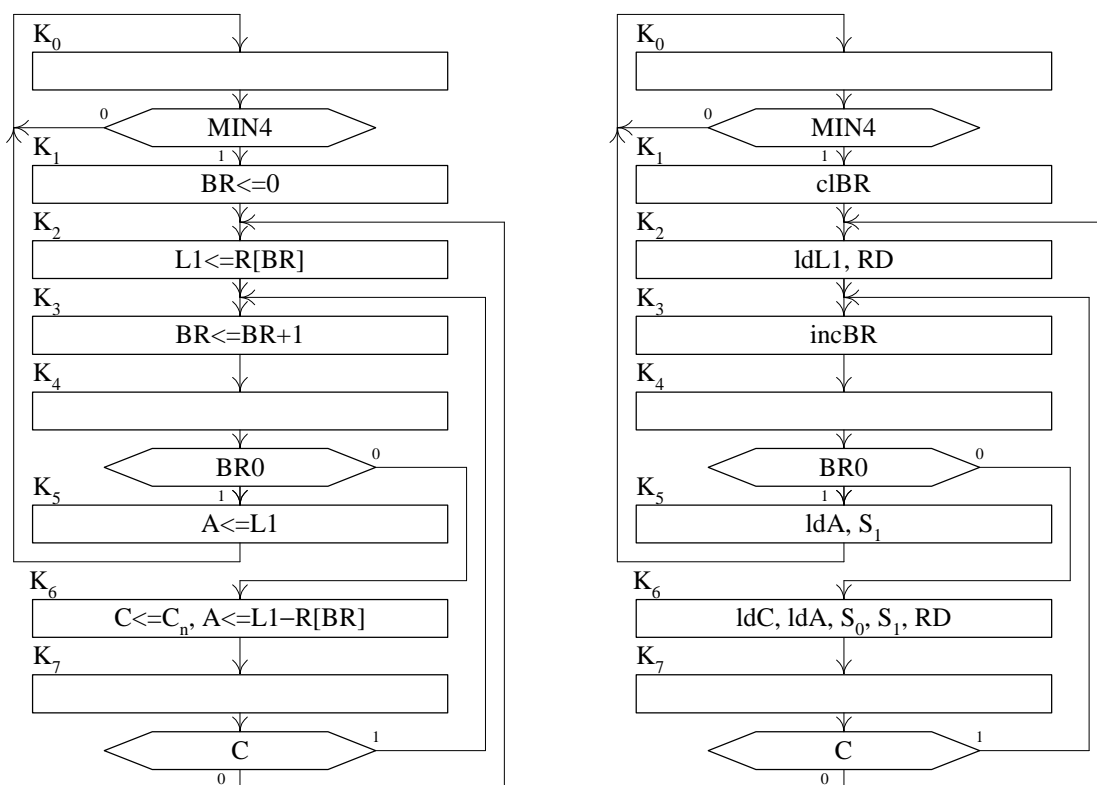 K0
0
MIN4
K1
1
BR<=0
K2
L1<=R[BR]
K3
BR<=BR+1
K4
0
BR0
K5
1
A<=L1
K6
C<=Cn, A<=L1−R[BR]
K7
1
C
0
K0
0
MIN4
K1
1
clBR
K2
ldL1, RD
K3
incBR
K4
0
BR0
K5
1
ldA, S1
K6
ldC, ldA, S0, S1, RD
K7
1
C
0